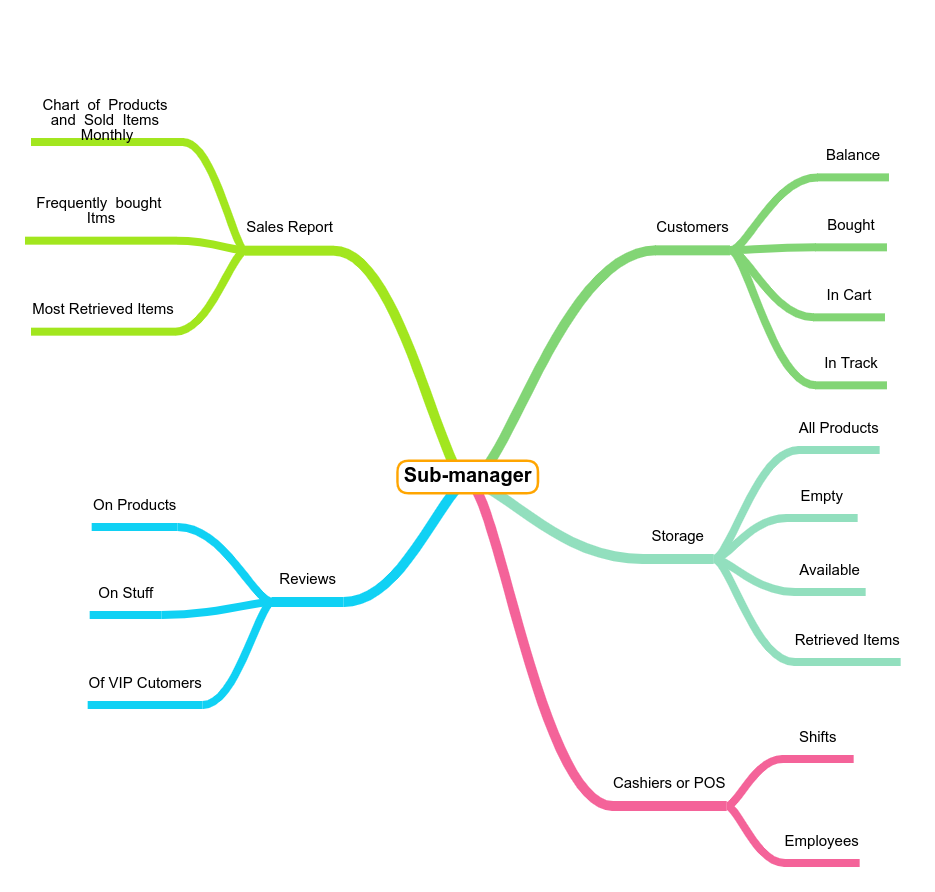 Chart of Products
and Sold Items
Monthly
Frequently bought
Itms
Sales Report
Most Retrieved Items
Customers
Balance
Bought
In Cart
In Track
Sub-manager
On Products
On Stuff
Reviews
Of VIP Cutomers
Storage
All Products
Empty
Available
Retrieved Items
Cashiers or POS
Shifts
Employees